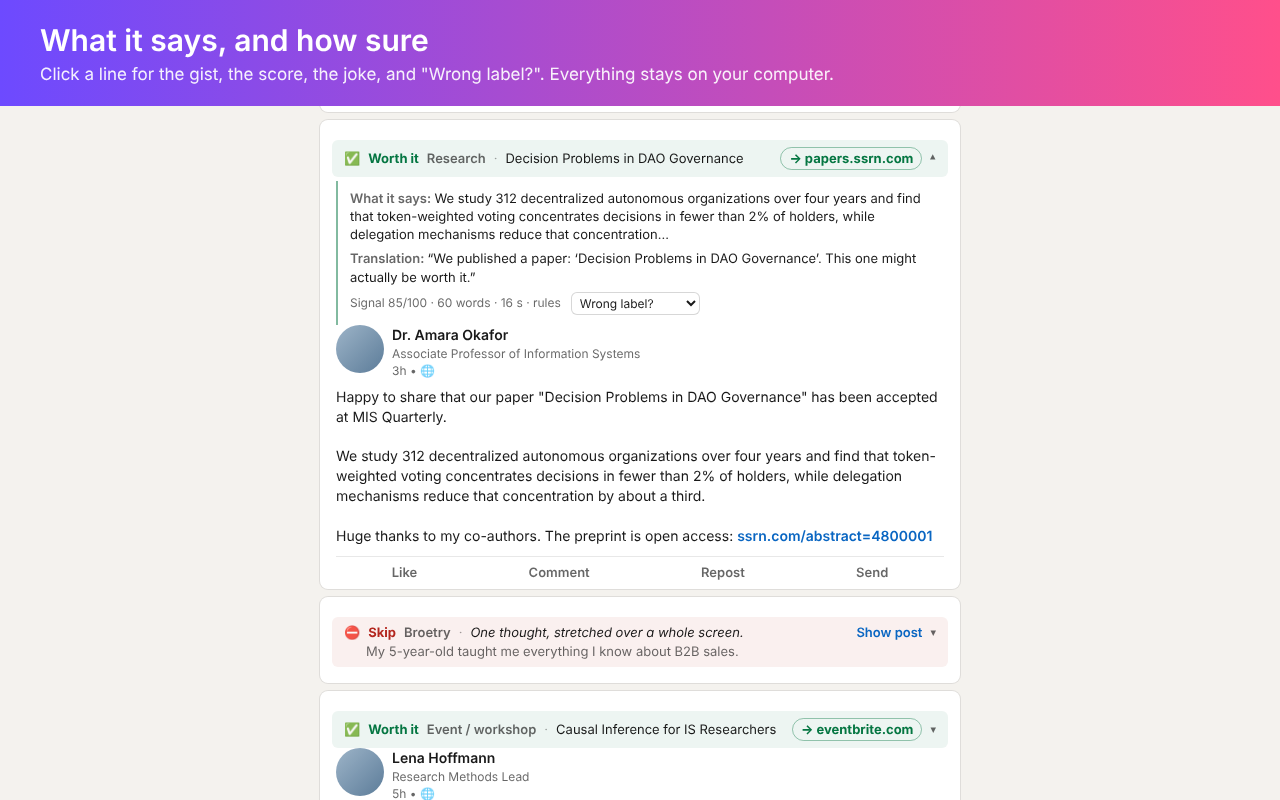 What it says, and how sure
Click a line for the gist, the score, the joke, and "Wrong label?". Everything stays on your computer.
✅ Worth it Research · Decision Problems in DAO Governance → papers.ssrn.com ▴
What it says: We study 312 decentralized autonomous organizations over four years and find
that token-weighted voting concentrates decisions in fewer than 2% of holders, while
delegation mechanisms reduce that concentration…
Translation: “We published a paper: ‘Decision Problems in DAO Governance’. This one might
actually be worth it.”
Signal 85/100 · 60 words · 16 s · rules Wrong label?
Dr. Amara Okafor
Associate Professor of Information Systems
3h • 🌐
Happy to share that our paper "Decision Problems in DAO Governance" has been accepted
at MIS Quarterly.
We study 312 decentralized autonomous organizations over four years and find that token-
weighted voting concentrates decisions in fewer than 2% of holders, while delegation
mechanisms reduce that concentration by about a third.
Huge thanks to my co-authors. The preprint is open access: ssrn.com/abstract=4800001
Like Comment Repost Send
⛔ Skip Broetry · One thought, stretched over a whole screen. Show post ▾
My 5-year-old taught me everything I know about B2B sales.
✅ Worth it Event / workshop · Causal Inference for IS Researchers → eventbrite.com ▾
Lena Hoffmann
Research Methods Lead
5h • 🌐